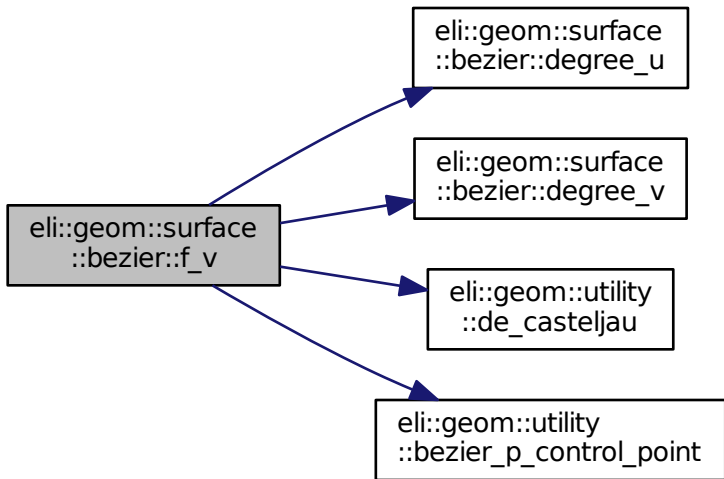 eli::geom::surface
::bezier::degree_u
eli::geom::surface
::bezier::degree_v
eli::geom::surface
::bezier::f_v
eli::geom::utility
::de_casteljau
eli::geom::utility
::bezier_p_control_point